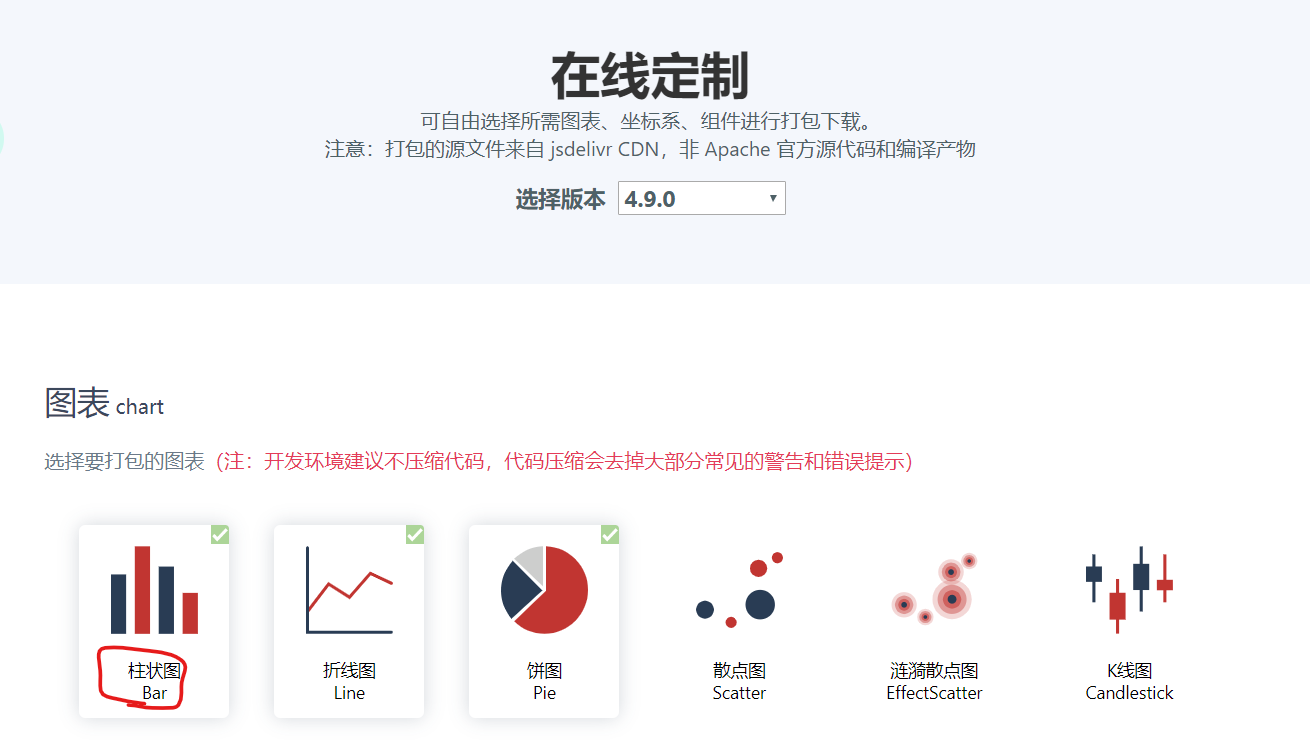 在线定制
可自由选择所需图表、坐标系、组件进行打包下载。
注意：打包的源文件来自 jsdelivr CDN，非 Apache 官方源代码和编译产物
选择版本 4.9.0
图表 chart
选择要打包的图表（注：开发环境建议不压缩代码，代码压缩会去掉大部分常见的警告和错误提示）
柱状图
Bar
折线图
Line
饼图
Pie
散点图
Scatter
涟漪散点图
EffectScatter
K线图
Candlestick